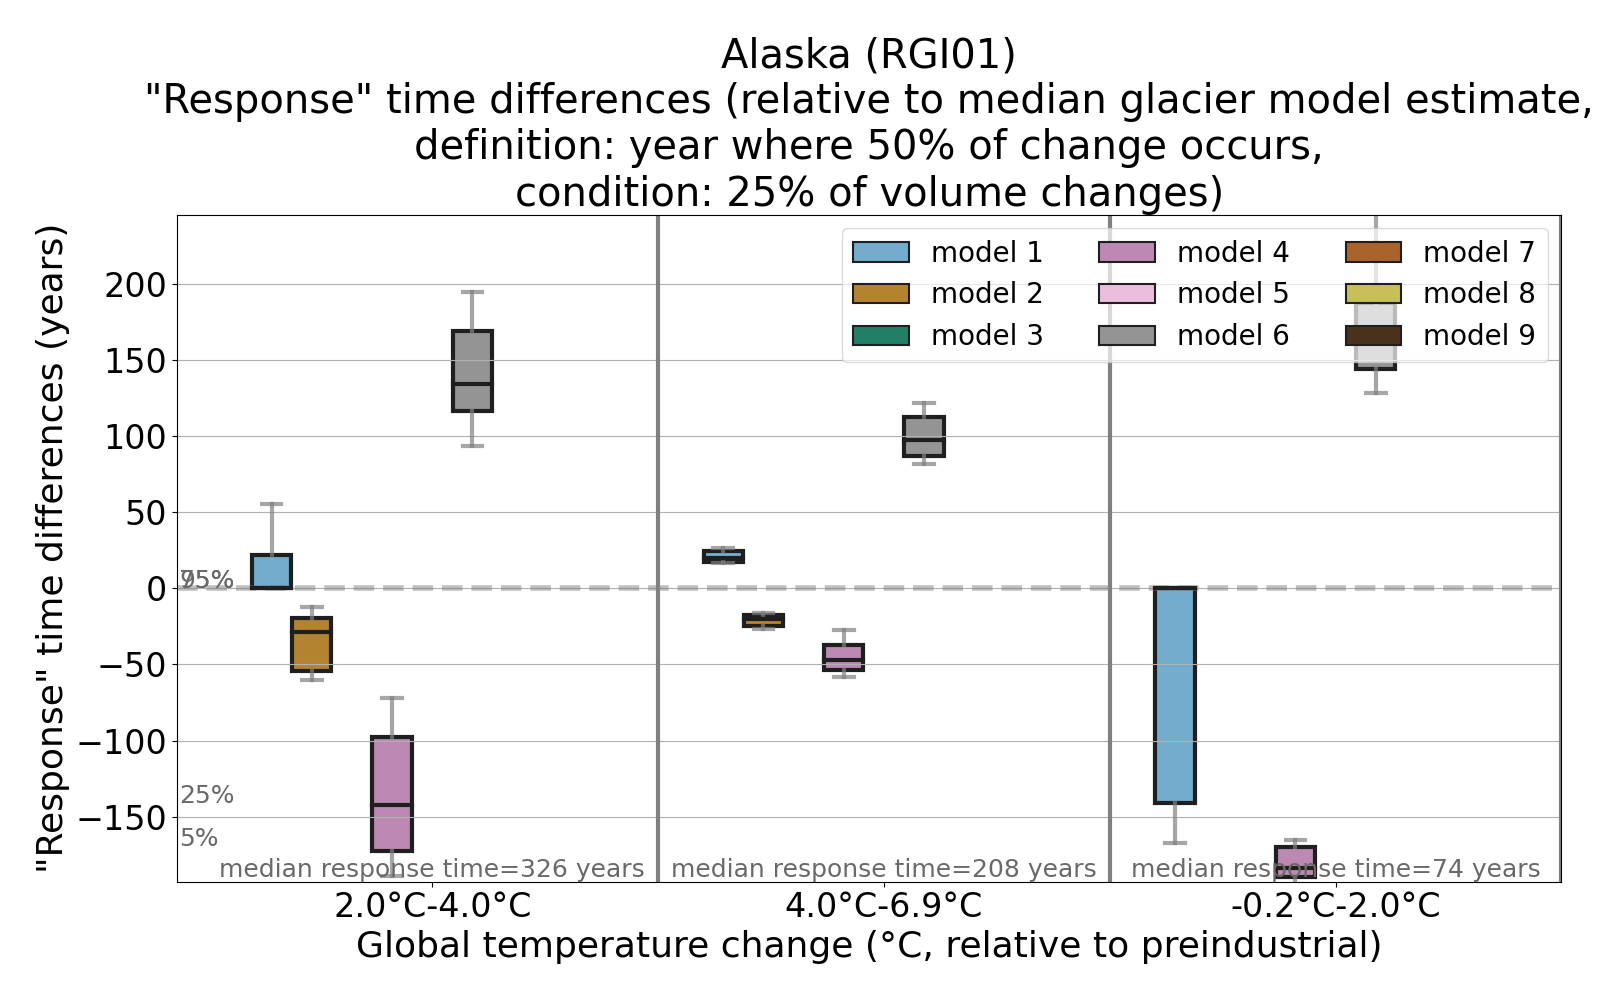 Alaska (RGI01)
"Response" time differences (relative to median glacier model estimate,
definition: year where 50% of change occurs,
condition: 25% of volume changes)
"Response" time differences (years)
200
150
100
50
0
−50
−100
−150
model 1
model 2
model 3
model 4
model 5
model 6
model 7
model 8
model 9
95%
25%
5%
median response time=326 years
median response time=208 years
median response time=74 years
2.0°C-4.0°C
4.0°C-6.9°C
-0.2°C-2.0°C
Global temperature change (°C, relative to preindustrial)